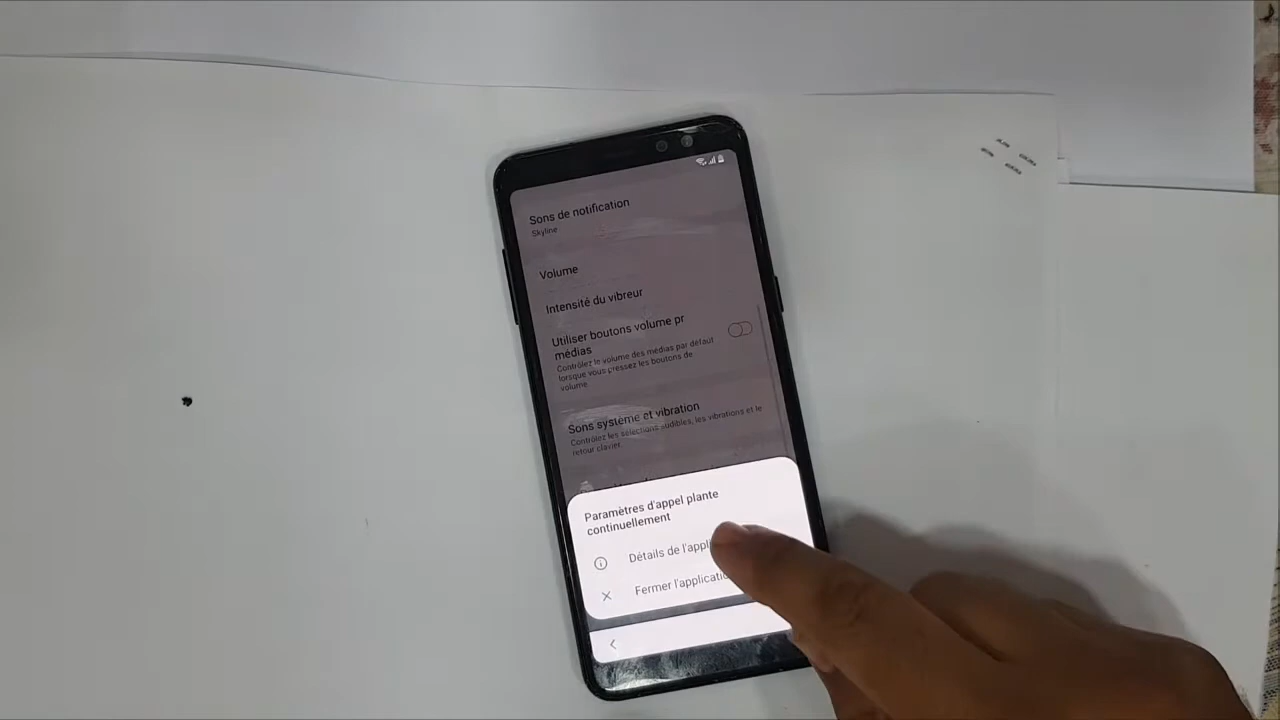 Sons de notification
Skyline
Volume
Intensité du vibreur
Utiliser boutons volume pr
médias
Contrôlez le volume des médias par défaut
lorsque vous pressez les boutons de
volume.
Sons système et vibration
Contrôlez les sélections audibles, les vibrations et le
retour clavier.
Paramètres d'appel plante
continuellement
Détails de l'appl
Fermer l'applicatio